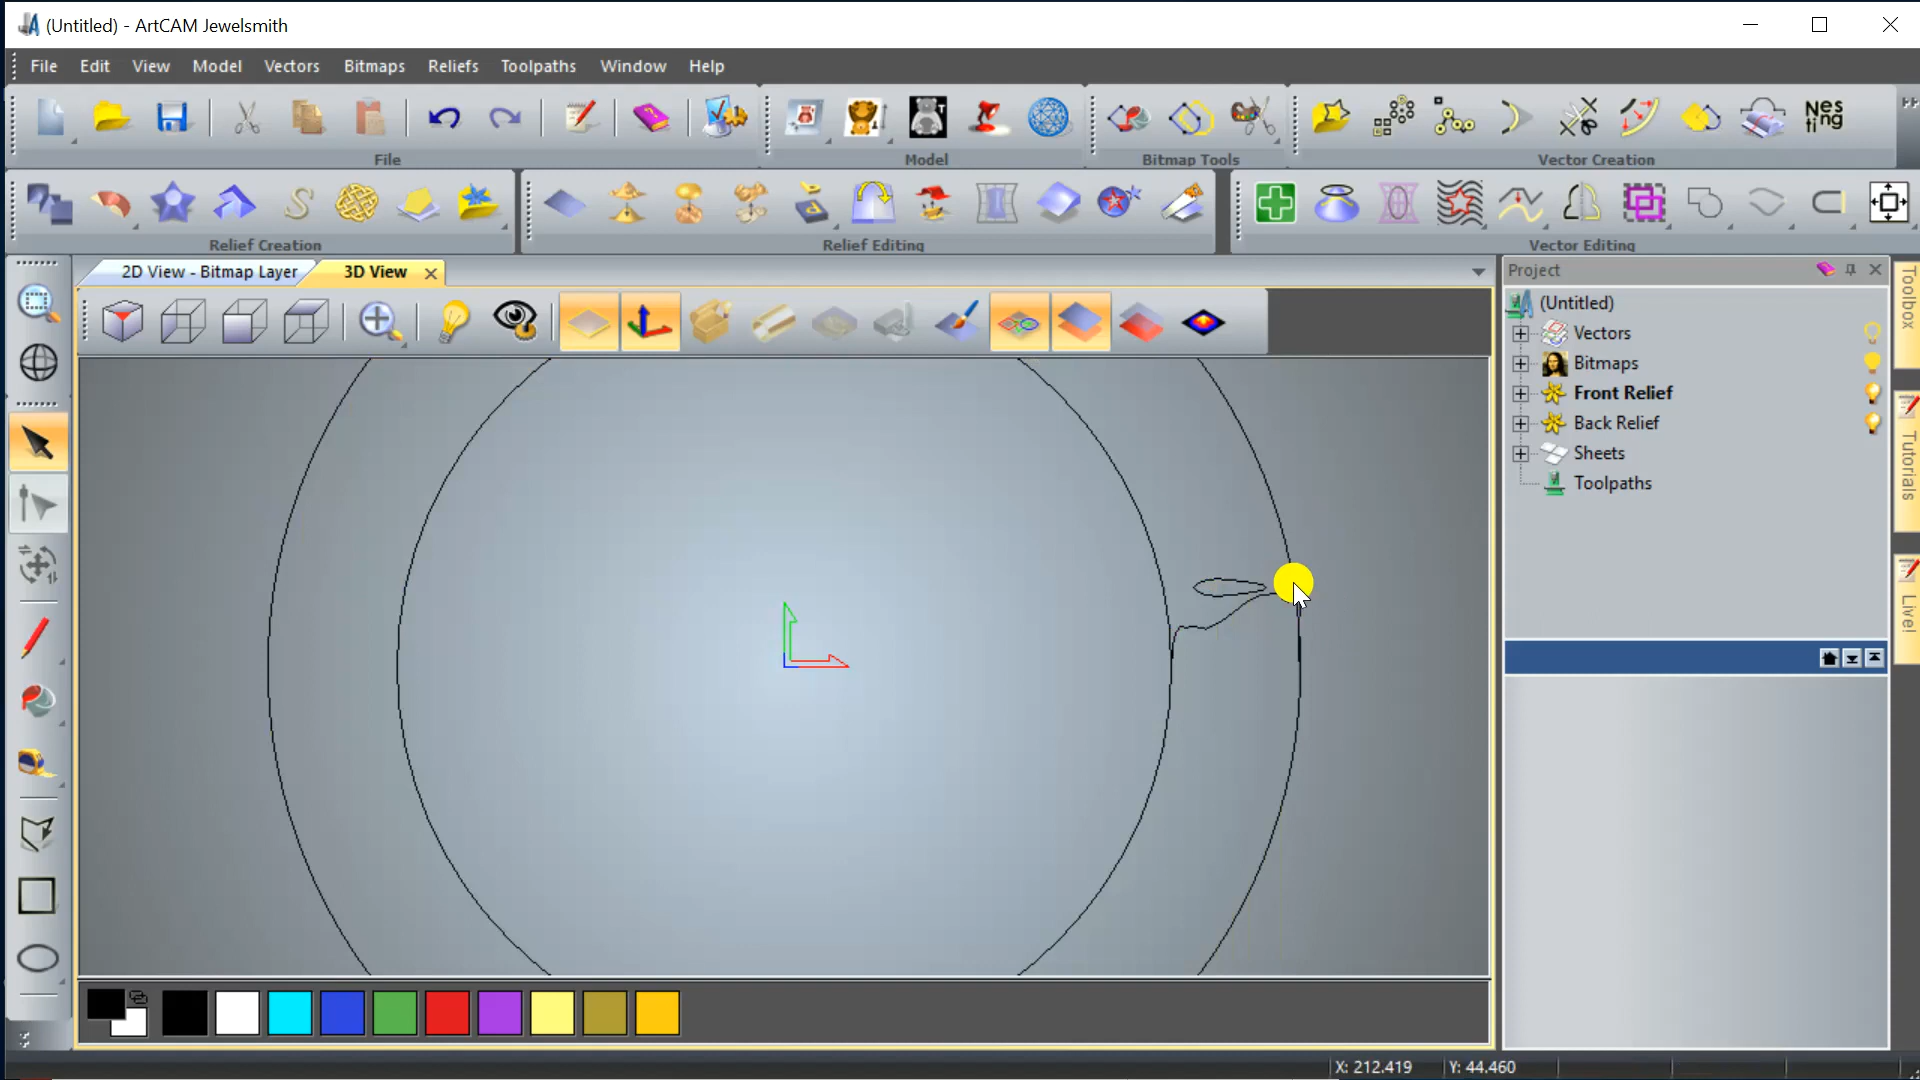 (Untitled) - ArtCAM Jewelsmith
File Edit View Model Vectors Bitmaps Reliefs Toolpaths Window Help
Nes
ting
File Model Bitmap Tools Vector Creation
Relief Creation Relief Editing Vector Editing
2D View - Bitmap Layer 3D View
Project
(Untitled)
Vectors
Bitmaps
Front Relief
Back Relief
Sheets
Toolpaths
Toolbox
Tutorials
Live!
X: 212.419 Y: 44.460